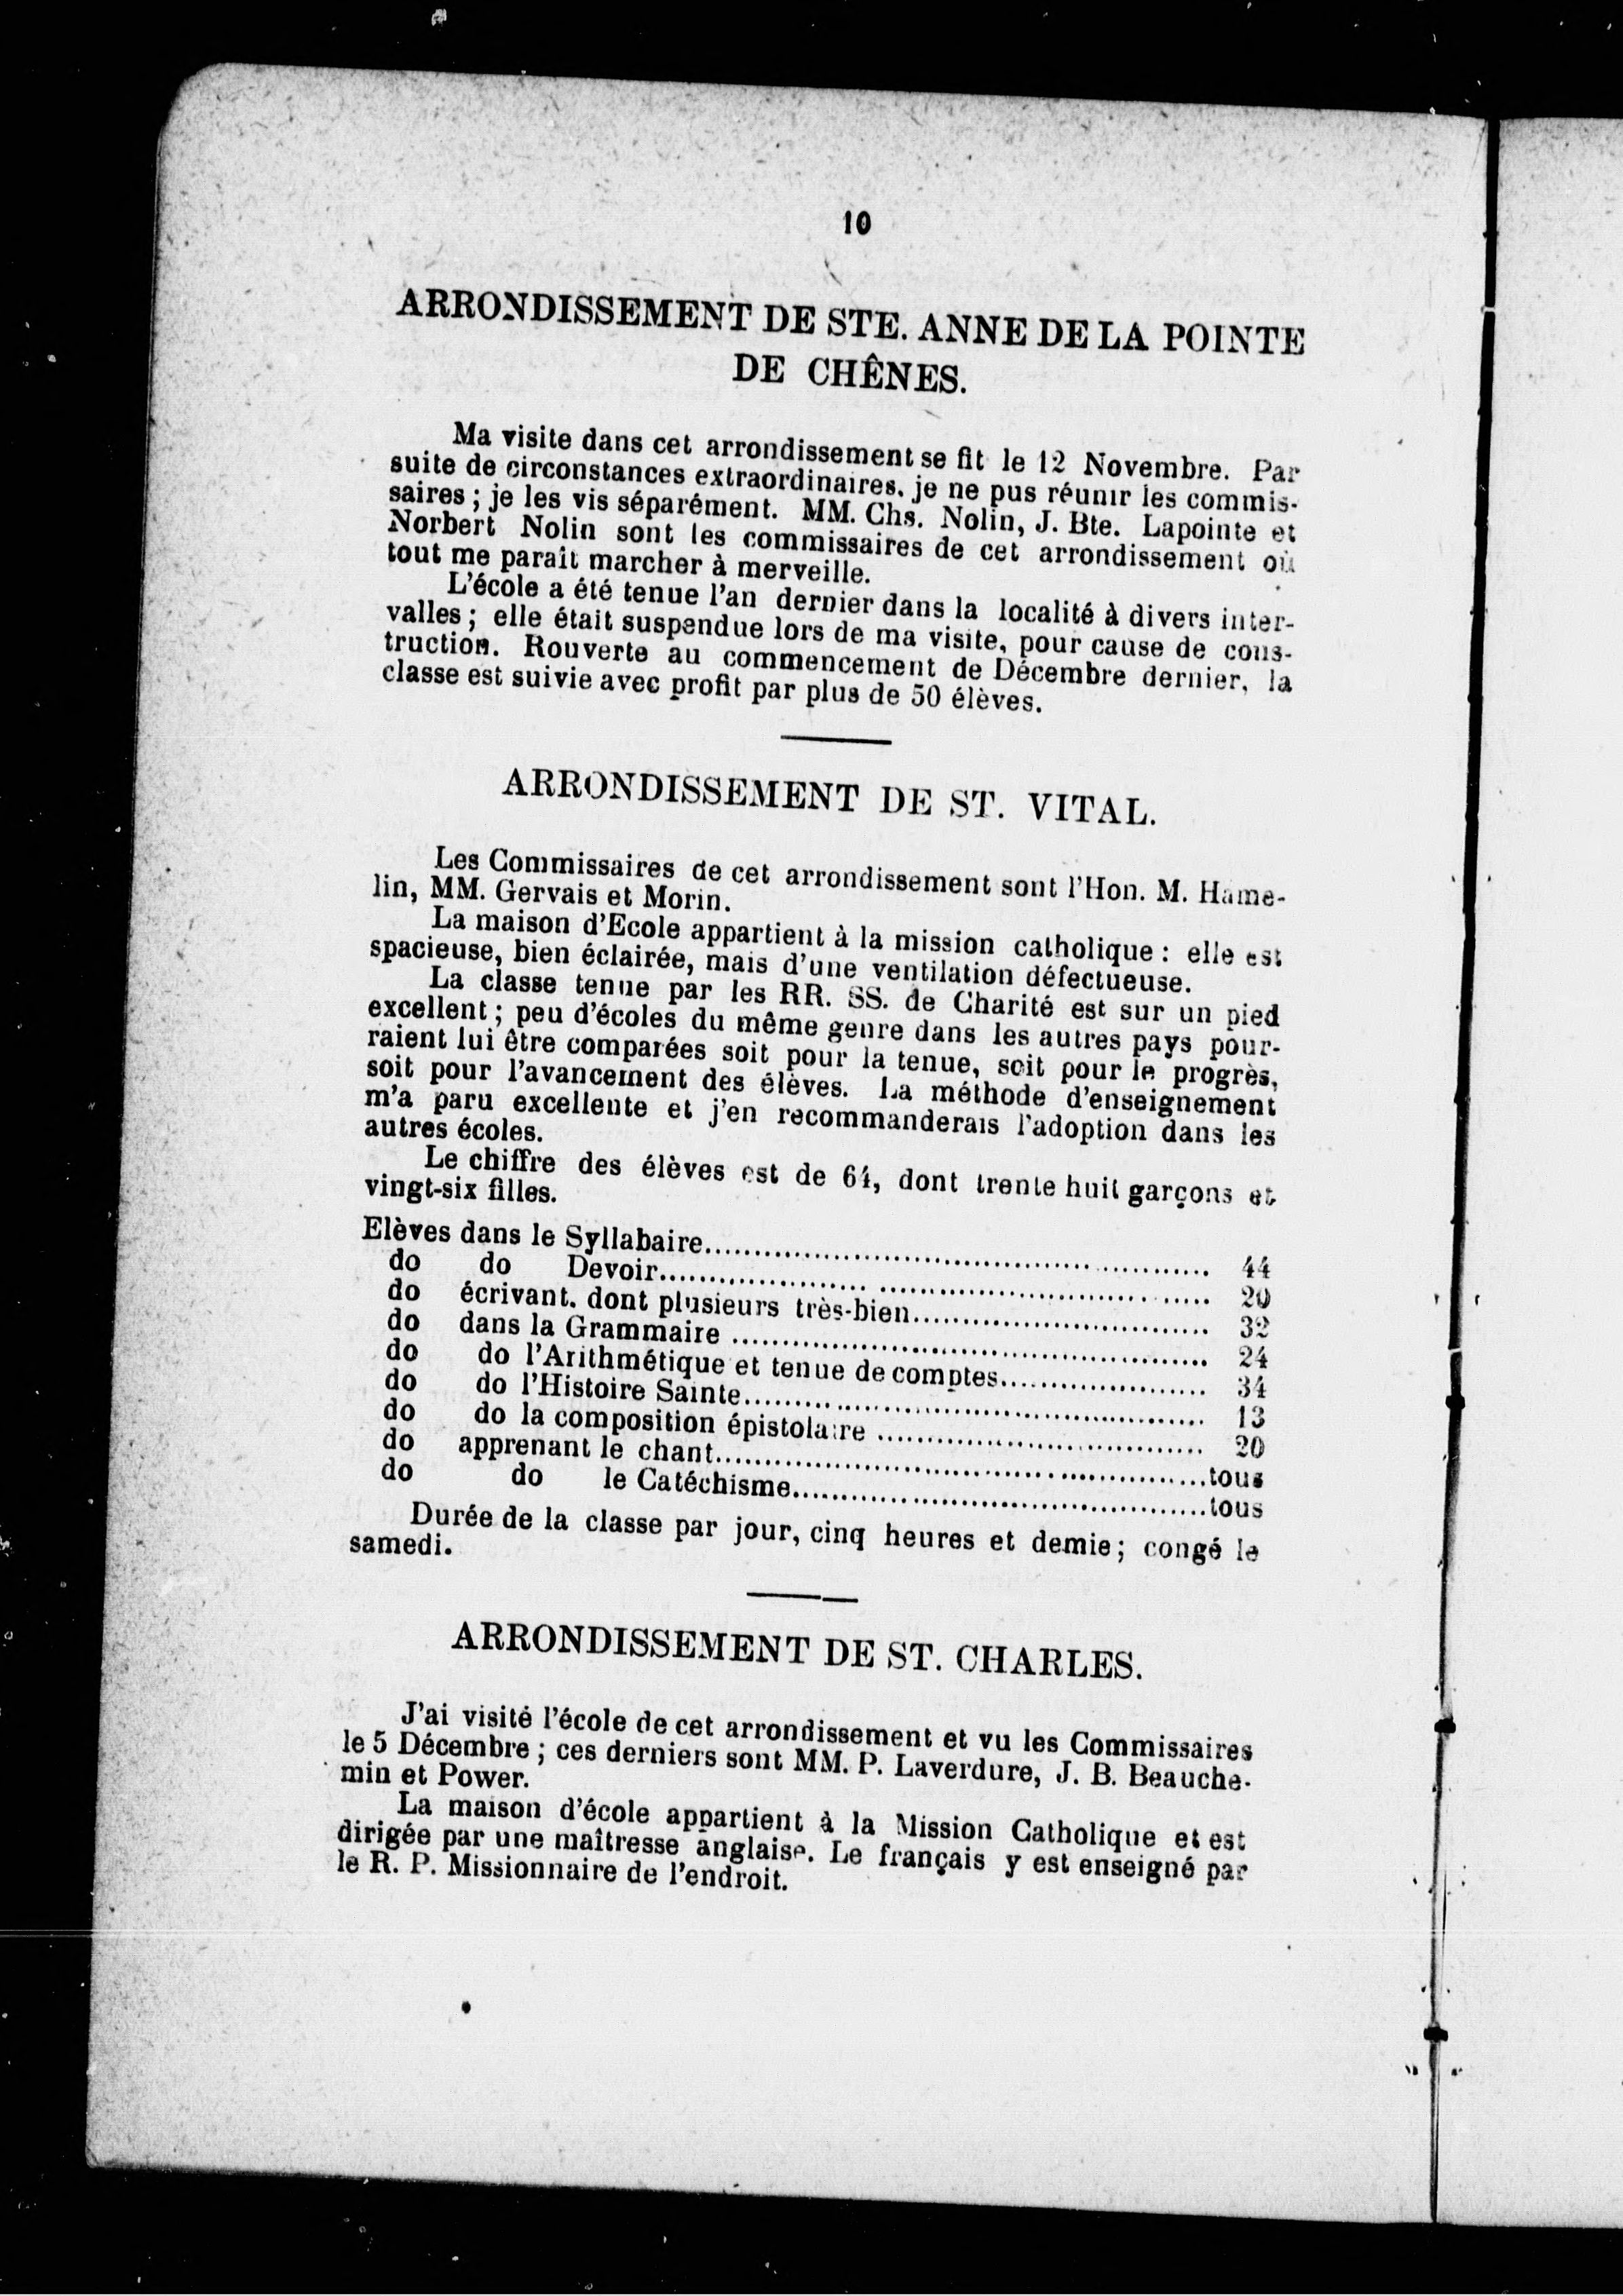 10
ARRONDISSEMENT DE STE. ANNE DE LA POINTE
DE CHÊNES.
Ma visite dans cet arrondissement se fit le 12 Novembre. Par
suite de circonstances extraordinaires, je ne pus réunir les commis-
saires ; je les vis séparément. MM. Chs. Nolin, J. Bte. Lapointe et
Norbert Nolin sont les commissaires de cet arrondissement où
tout me paraît marcher à merveille.
L'école a été tenue l'an dernier dans la localité à divers inter-
valles ; elle était suspendue lors de ma visite, pour cause de cons-
truction. Rouverte au commencement de Décembre dernier, la
classe est suivie avec profit par plus de 50 élèves.
ARRONDISSEMENT DE ST. VITAL.
Les Commissaires de cet arrondissement sont l'Hon. M. Hame-
lin, MM. Gervais et Morin.
La maison d'Ecole appartient à la mission catholique : elle est
spacieuse, bien éclairée, mais d'une ventilation défectueuse.
La classe tenue par les RR. SS. de Charité est sur un pied
excellent ; peu d'écoles du même genre dans les autres pays pour-
raient lui être comparées soit pour la tenue, soit pour le progrès,
soit pour l'avancement des élèves. La méthode d'enseignement
m'a paru excellente et j'en recommanderais l'adoption dans les
autres écoles.
Le chiffre des élèves est de 64, dont trente huit garçons et
vingt-six filles.
Elèves dans le Syllabaire.................... 44
do do Devoir.................... 20
do écrivant. dont plusieurs très-bien.................... 32
do dans la Grammaire .................... 24
do do l'Arithmétique et tenue de comptes.................... 34
do do l'Histoire Sainte.................... 13
do do la composition épistolaire .................... 20
do apprenant le chant....................tous
do do le Catéchisme....................tous
Durée de la classe par jour, cinq heures et demie ; congé le
samedi.
ARRONDISSEMENT DE ST. CHARLES.
J'ai visité l'école de cet arrondissement et vu les Commissaires
le 5 Décembre ; ces derniers sont MM. P. Laverdure, J. B. Beauche-
min et Power.
La maison d'école appartient à la Mission Catholique et est
dirigée par une maîtresse anglaise. Le français y est enseigné par
le R. P. Missionnaire de l'endroit.